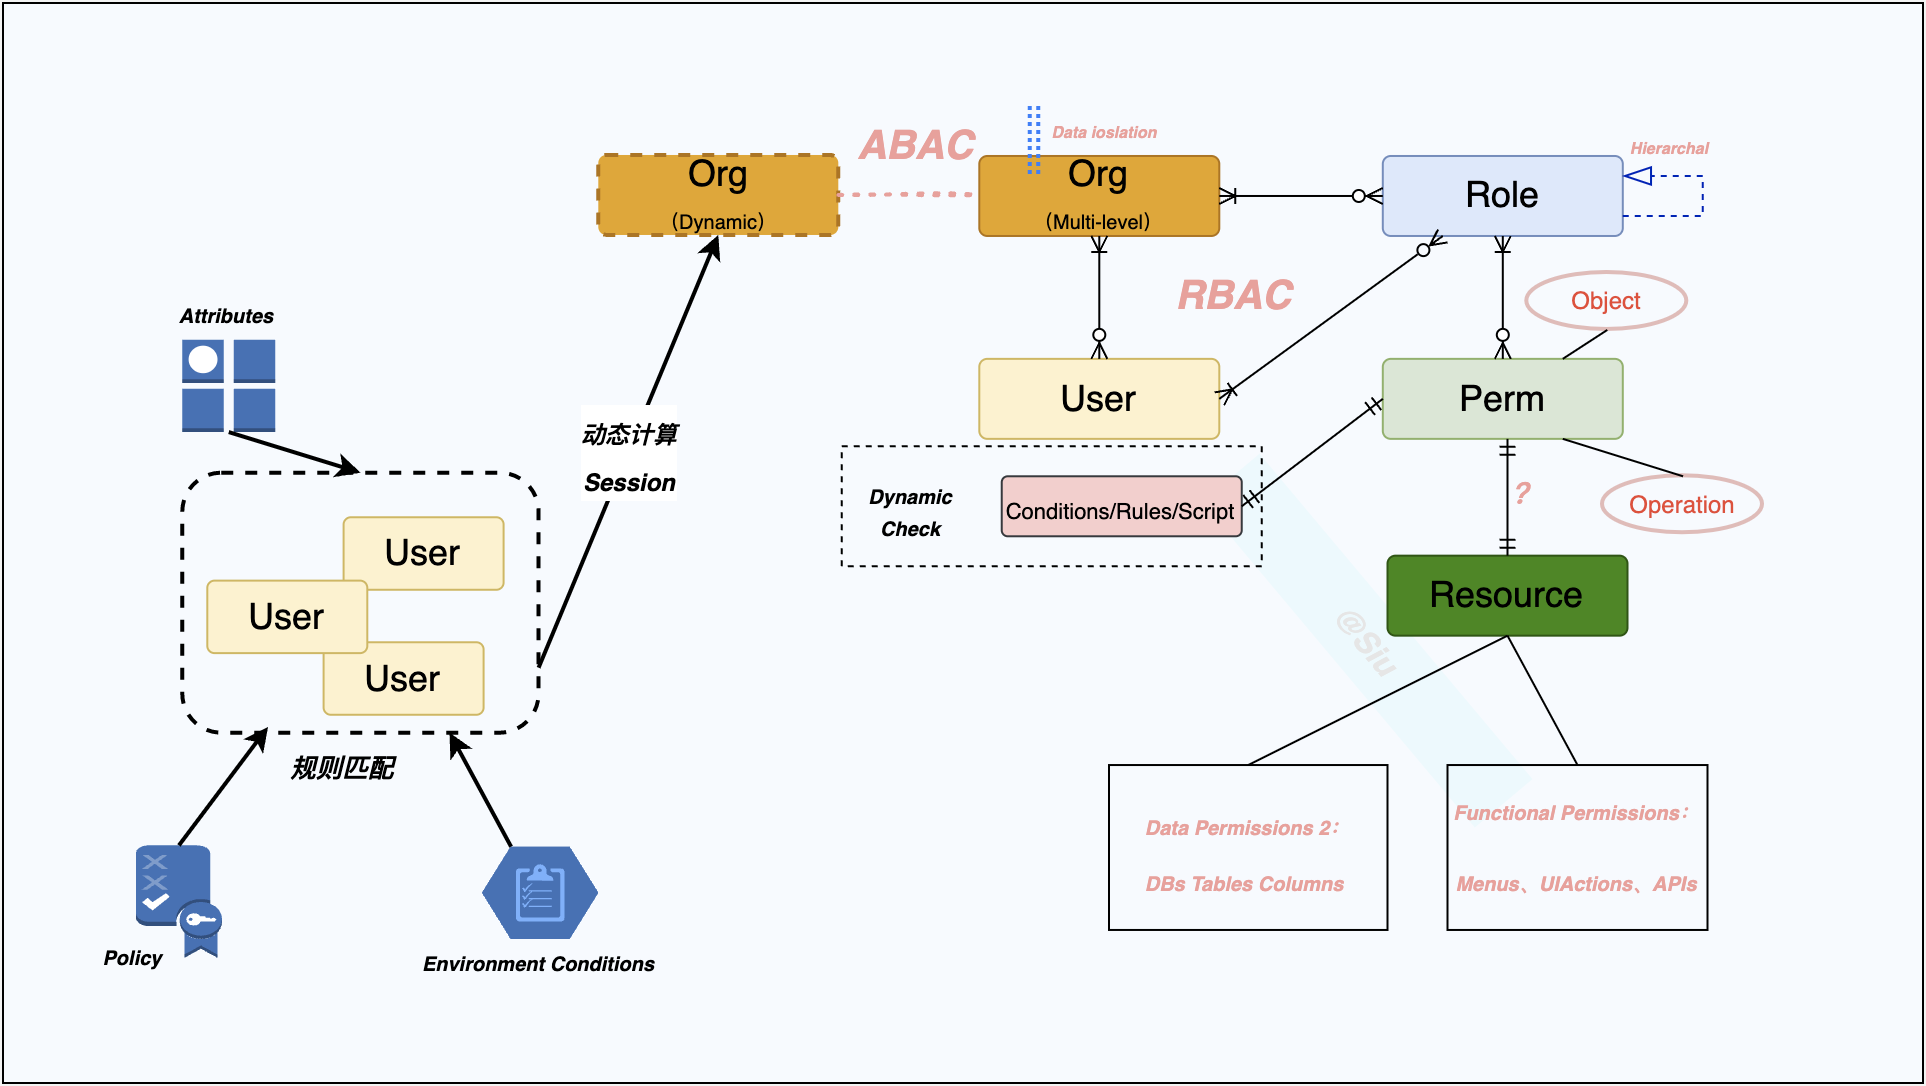 ABAC
Data ioslation
Hierarchal
Org
(Dynamic)
Org
(Multi-level)
Role
RBAC
Object
Attributes
User
Perm
动态计算
Session
Dynamic
Check
Conditions/Rules/Script
?
Operation
User
User
User
Resource
@Siu
规则匹配
Data Permissions 2：
DBs Tables Columns
Functional Permissions：
Menus、UIActions、APIs
Policy
Environment Conditions